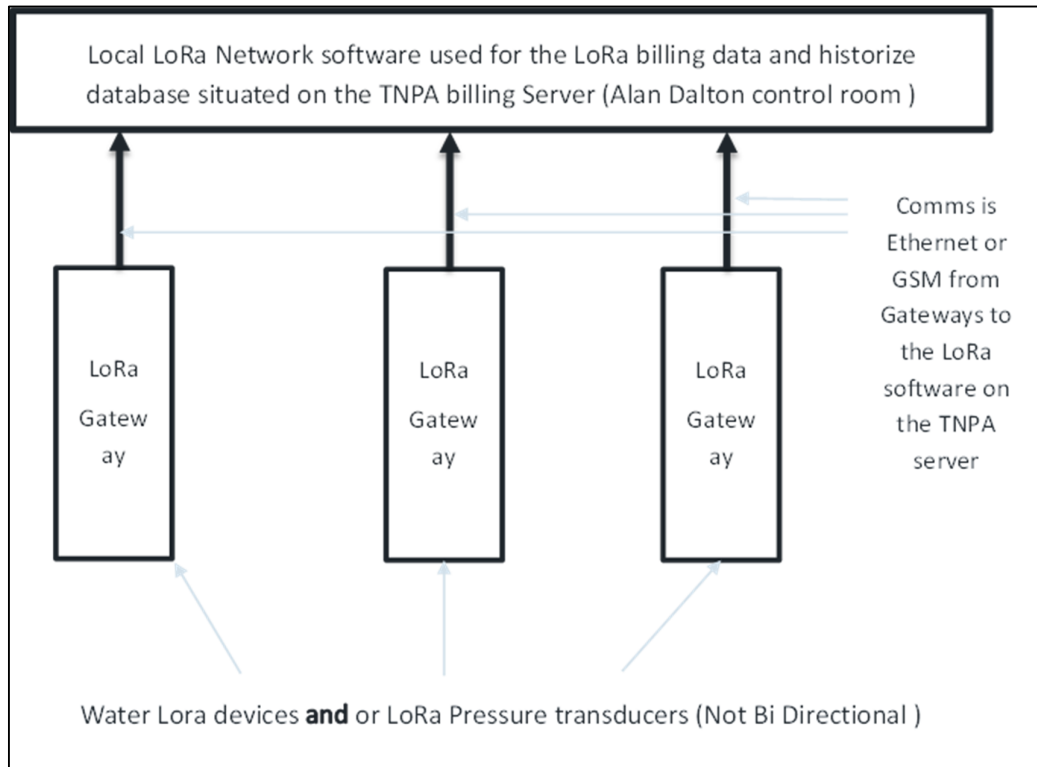 Local LoRa Network software used for the LoRa billing data and historize
database situated on the TNPA billing Server (Alan Dalton control room )
Comms is
Ethernet or
GSM from
Gateways to
the LoRa
software on
the TNPA
server
LoRa
Gatew
ay
LoRa
Gatew
ay
LoRa
Gatew
ay
Water Lora devices and or LoRa Pressure transducers (Not Bi Directional )